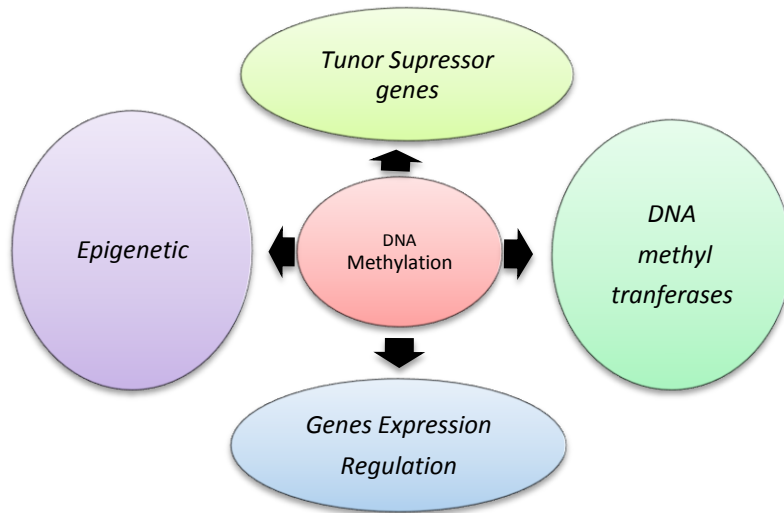 Tunor Supressor
genes
Epigenetic
DNA
Methylation
DNA
methyl
tranferases
Genes Expression
Regulation